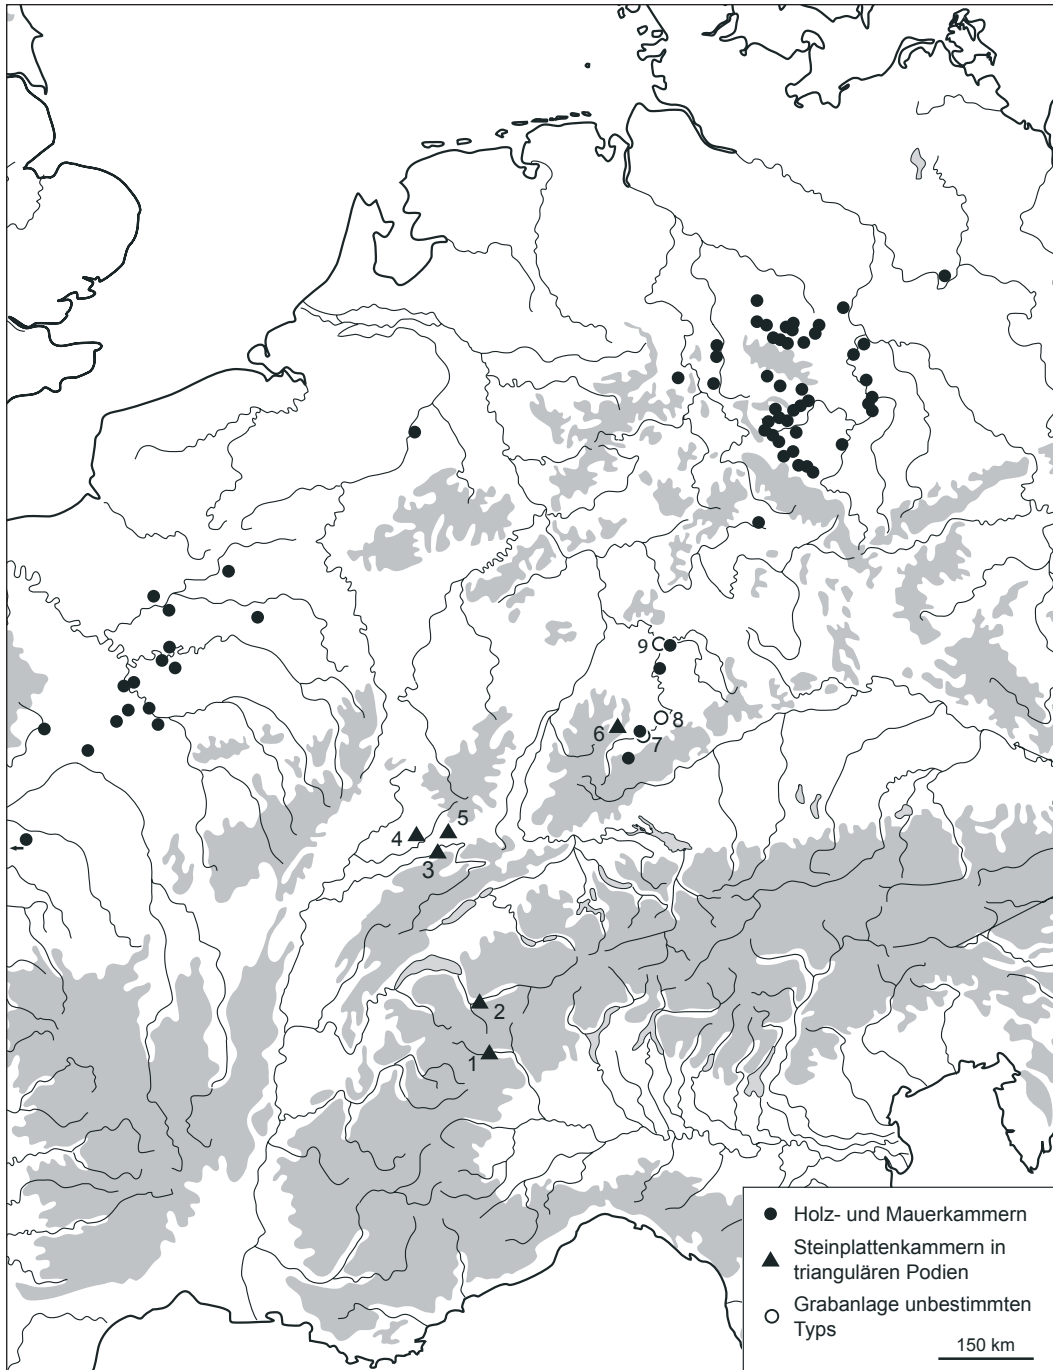 9
8
6
7
5
4
3
2
1
Holz- und Mauerkammern
Steinplattenkammern in
triangulären Podien
Grabanlage unbestimmten
Typs
150 km